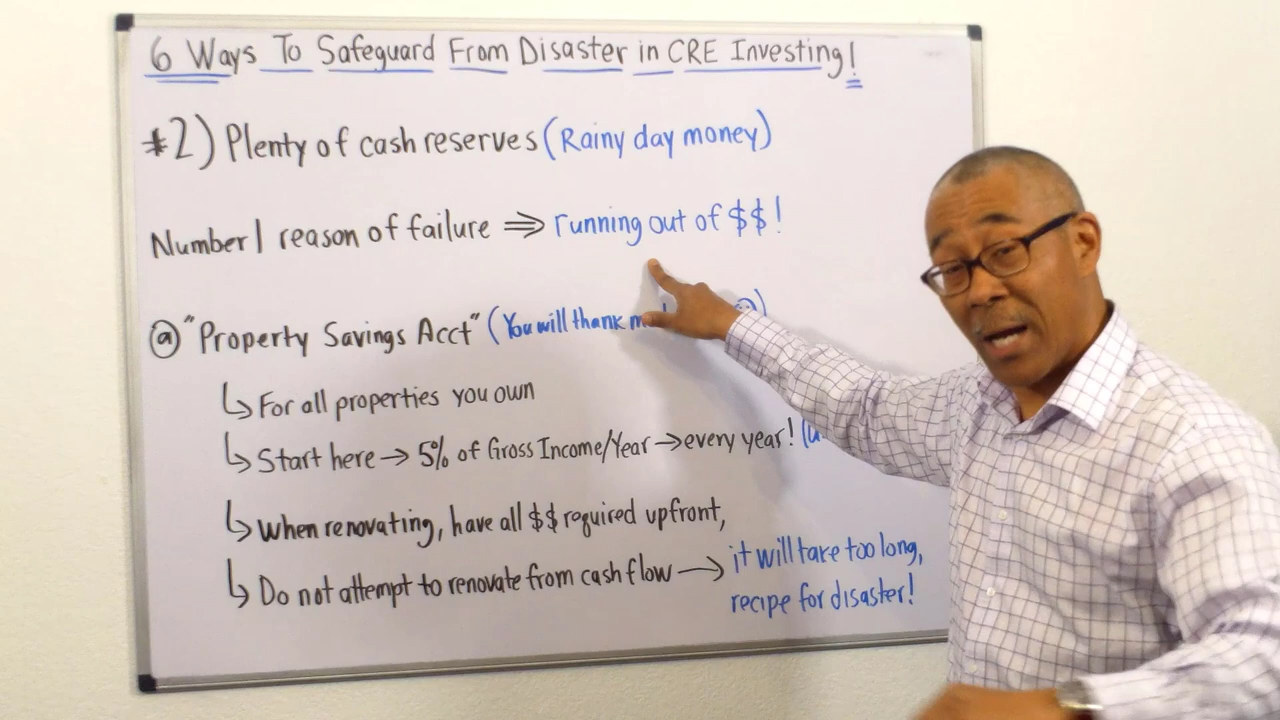 6 Ways To Safeguard From Disaster in CRE Investing!
#2) Plenty of cash reserves (Rainy day money)
Number 1 reason of failure ⇒ running out of $$!
ⓐ "Property Savings Acct" (You will thank )
↳ For all properties you own
↳ Start here → 5% of Gross Income/Year → every year! (
↳ When renovating, have all $$ required upfront,
↳ Do not attempt to renovate from cash flow → it will take too long,
recipe for disaster!